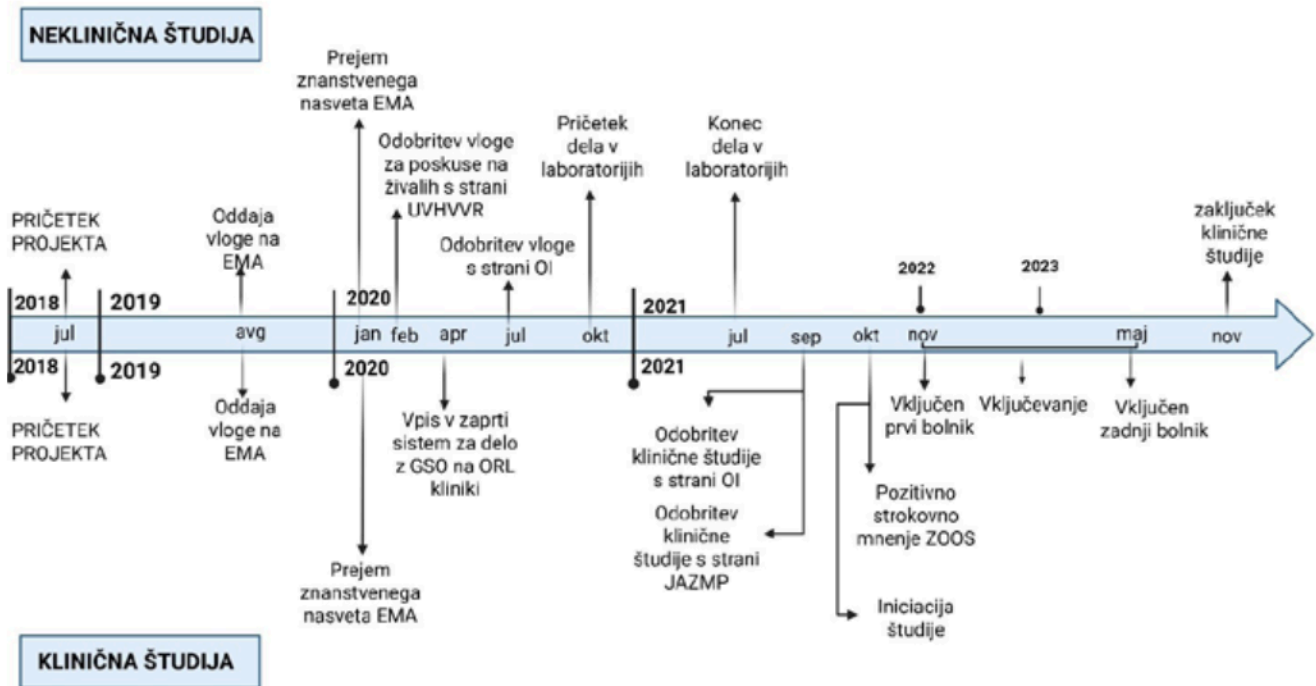 NEKLINIČNA ŠTUDIJA
Prejem
znanstvenega
nasveta EMA
Odobritev vloge
za poskuse na
živalih s strani
UVHVVR
Pričetek
dela v
laboratorijih
Konec
dela v
laboratorijih
PRIČETEK
PROJEKTA
Oddaja
vloge na
EMA
Odobritev vloge
s strani OI
zaključek
klinične
študije
2018
2019
2020
2021
2022
2023
jul
avg
jan
feb
apr
jul
okt
jul
sep
okt
nov
maj
nov
2018
2019
2020
2021
PRIČETEK
PROJEKTA
Oddaja
vloge na
EMA
Vpis v zaprti
sistem za delo
z GSO na ORL
kliniki
Prejem
znanstvenega
nasveta EMA
Odobritev
klinične študije
s strani OI
Odobritev
klinične
študije s strani
JAZMP
Pozitivno
strokovno
mnenje ZOOS
Iniciacija
študije
Vključen
prvi bolnik
Vključevanje
Vključen
zadnji bolnik
KLINIČNA ŠTUDIJA